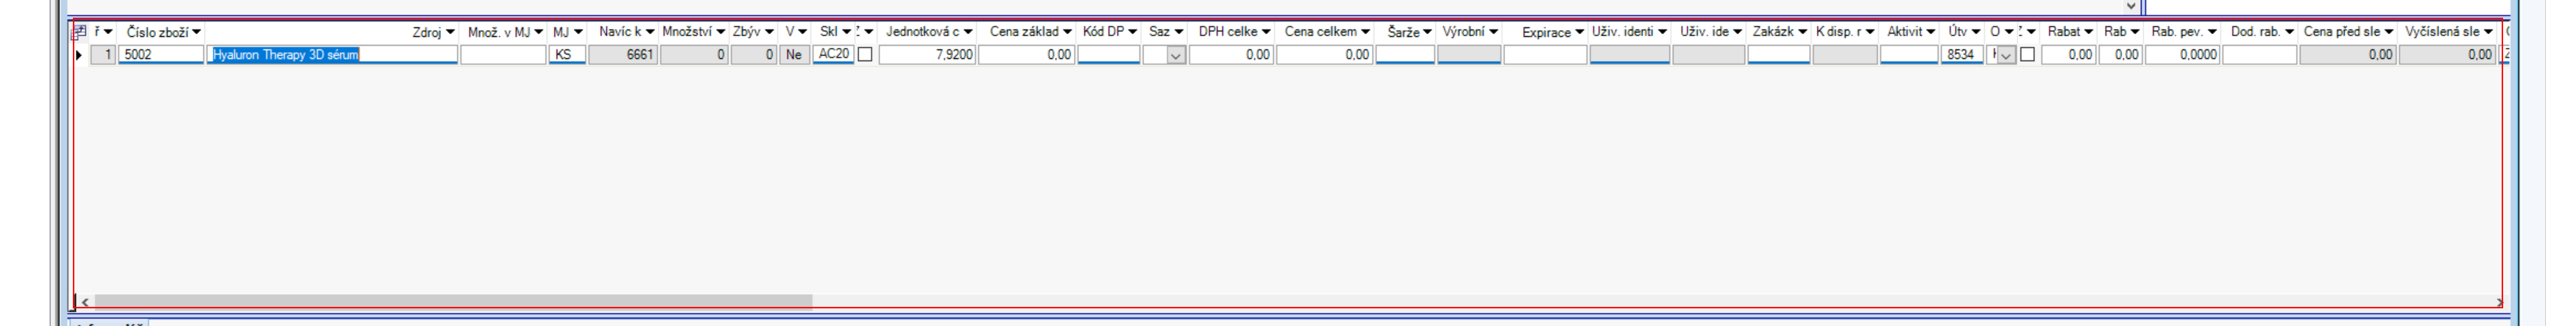 ř Číslo zboží Zdroj Množ. v MJ MJ Navíc k Množství Zbýv V Skl Jednotková c Cena základ Kód DP Saz DPH celke Cena celkem Šarže Výrobní Expirace Uživ. identi Uživ. ide Zakázk K disp. r Aktivit Útv O Rabat Rab Rab. pev. Dod. rab. Cena před sle Vyčíslená sle
1 5002 Hyaluron Therapy 3D sérum KS 6661 0 0 Ne AC20 7,9200 0,00 0,00 0,00 8534 0,00 0,00 0,0000 0,00 0,00